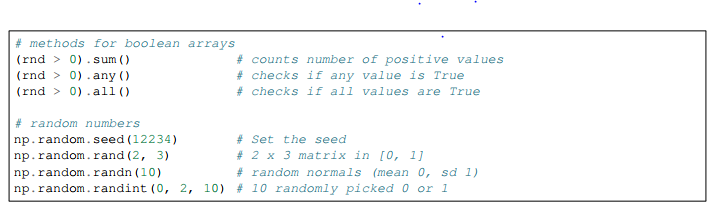 # methods for boolean arrays
(rnd > 0).sum() # counts number of positive values
(rnd > 0).any() # checks if any value is True
(rnd > 0).all() # checks if all values are True
# random numbers
np.random.seed(12234) # Set the seed
np.random.rand(2, 3) # 2 x 3 matrix in [0, 1]
np.random.randn(10) # random normals (mean 0, sd 1)
np.random.randint(0, 2, 10) # 10 randomly picked 0 or 1